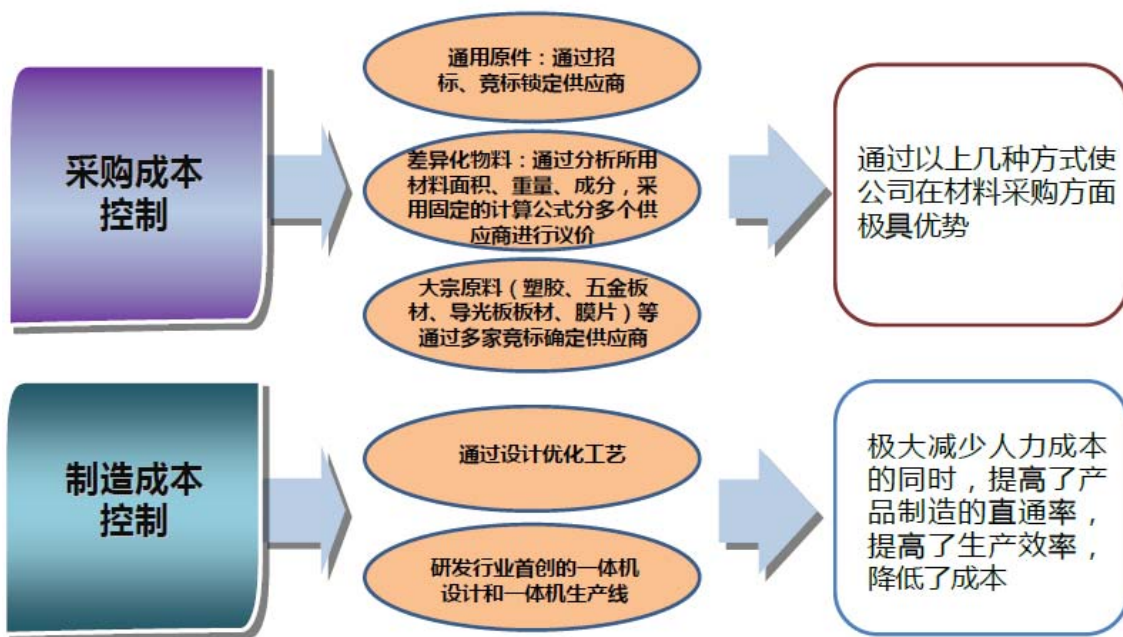 采购成本
控制
通用原件：通过招
标、竞标锁定供应商
差异化物料：通过分析所用
材料面积、重量、成分，采
用固定的计算公式分多个供
应商进行议价
大宗原料（塑胶、五金板
材、导光板板材、膜片）等
通过多家竞标确定供应商
通过以上几种方式使
公司在材料采购方面
极具优势
制造成本
控制
通过设计优化工艺
研发行业首创的一体机
设计和一体机生产线
极大减少人力成本
的同时，提高了产
品制造的直通率，
提高了生产效率，
降低了成本